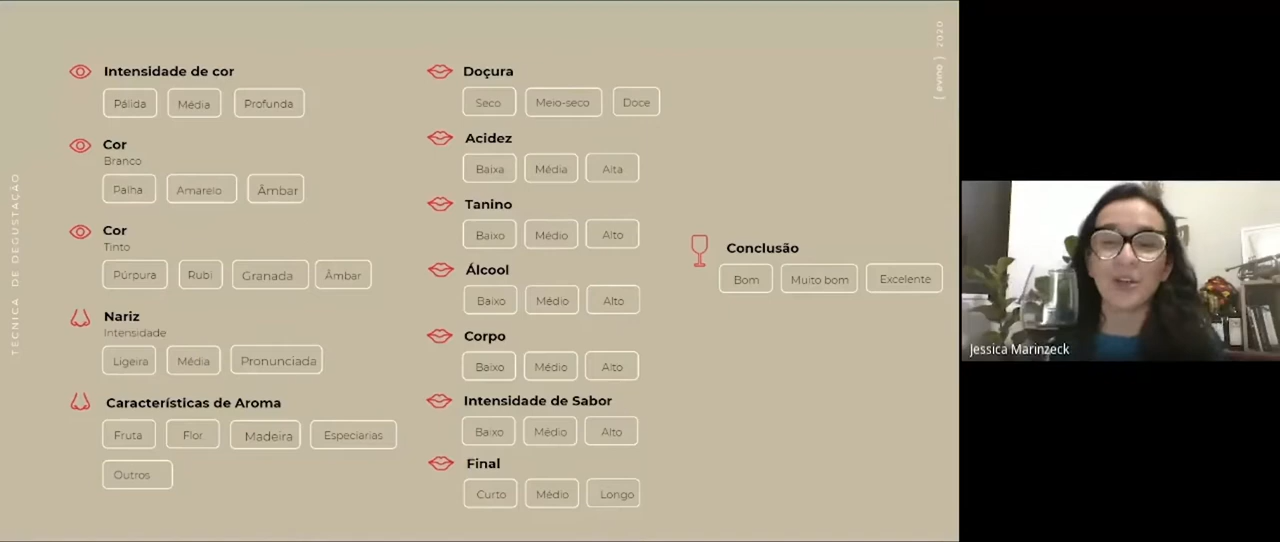 TECNICA DE DEGUSTAÇÃO
Intensidade de cor
Pálida Média Profunda
Cor
Branco
Palha Amarelo Âmbar
Cor
Tinto
Púrpura Rubi Granada Âmbar
Nariz
Intensidade
Ligeira Média Pronunciada
Características de Aroma
Fruta Flor Madeira Especiarias
Outros
Doçura
Seco Meio-seco Doce
Acidez
Baixa Média Alta
Tanino
Baixo Médio Alto
Álcool
Baixo Médio Alto
Corpo
Baixo Médio Alto
Intensidade de Sabor
Baixo Médio Alto
Final
Curto Médio Longo
Conclusão
Bom Muito bom Excelente
{ evino } 2020
Jessica Marinzeck